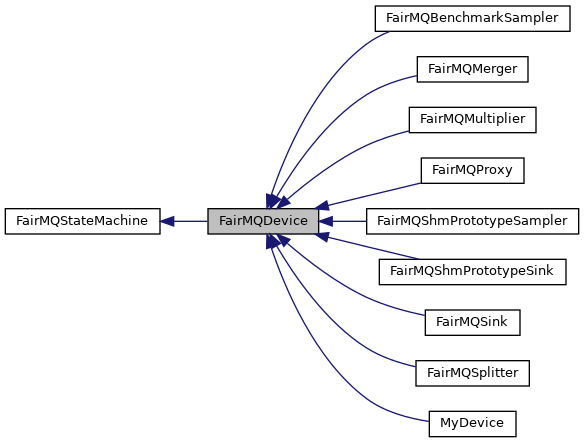 FairMQBenchmarkSampler
FairMQMerger
FairMQMultiplier
FairMQProxy
FairMQStateMachine
FairMQDevice
FairMQShmPrototypeSampler
FairMQShmPrototypeSink
FairMQSink
FairMQSplitter
MyDevice